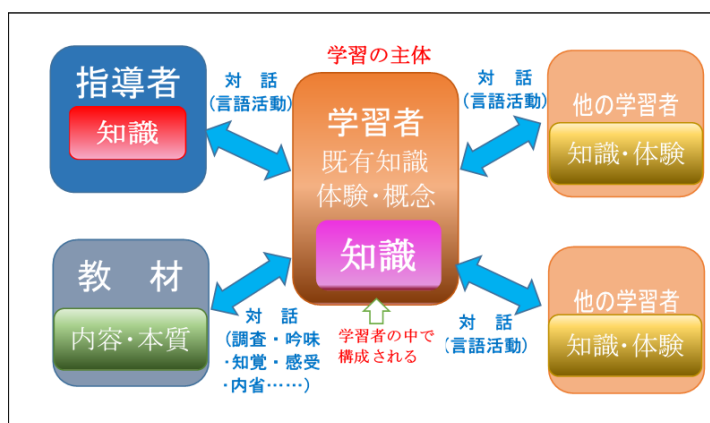 学習の主体
指導者
知識
対　話
(言語活動)
学習者
既有知識
体験・概念
知識
対　話
(言語活動)
他の学習者
知識・体験
教　材
内容・本質
対　話
(調査・吟味
・知覚・感受
・内省……)
学習者の中で
構成される
対　話
(言語活動)
他の学習者
知識・体験